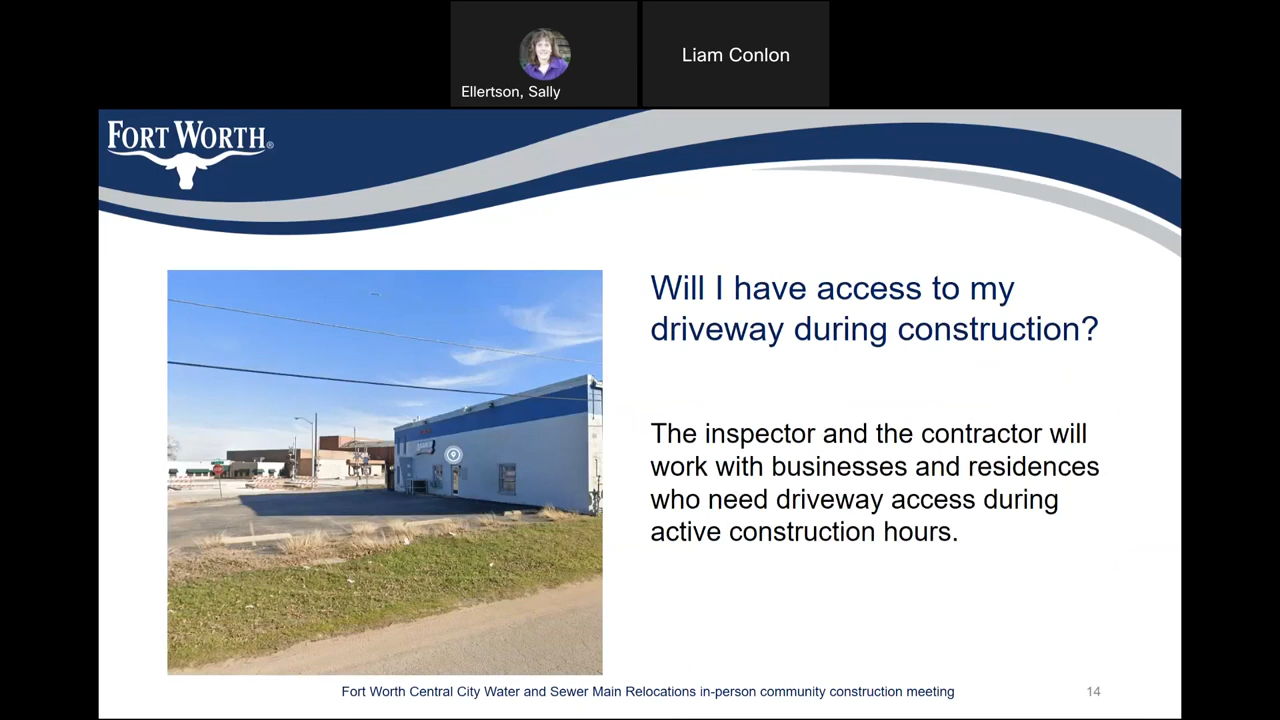 Ellertson, Sally
Liam Conlon
FORT WORTH®
Will I have access to my
driveway during construction?
The inspector and the contractor will
work with businesses and residences
who need driveway access during
active construction hours.
Fort Worth Central City Water and Sewer Main Relocations in-person community construction meeting
14